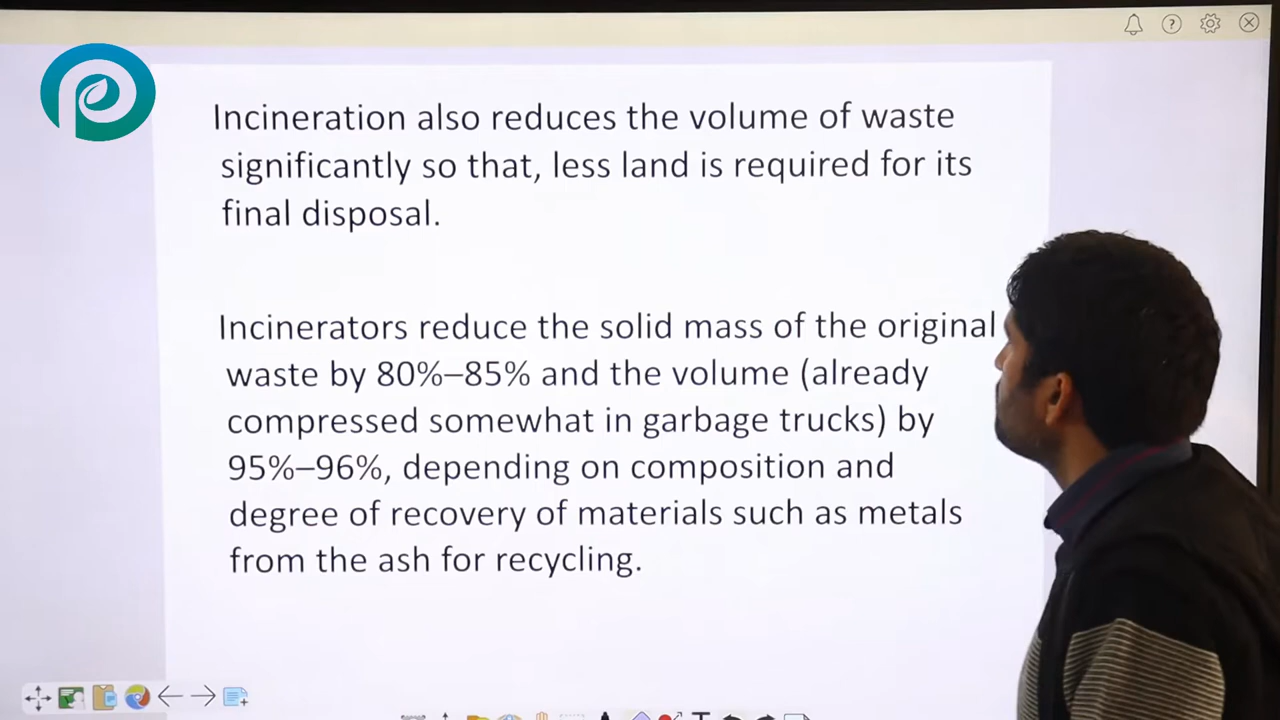 Incineration also reduces the volume of waste
significantly so that, less land is required for its
final disposal.
Incinerators reduce the solid mass of the original
waste by 80%–85% and the volume (already
compressed somewhat in garbage trucks) by
95%–96%, depending on composition and
degree of recovery of materials such as metals
from the ash for recycling.